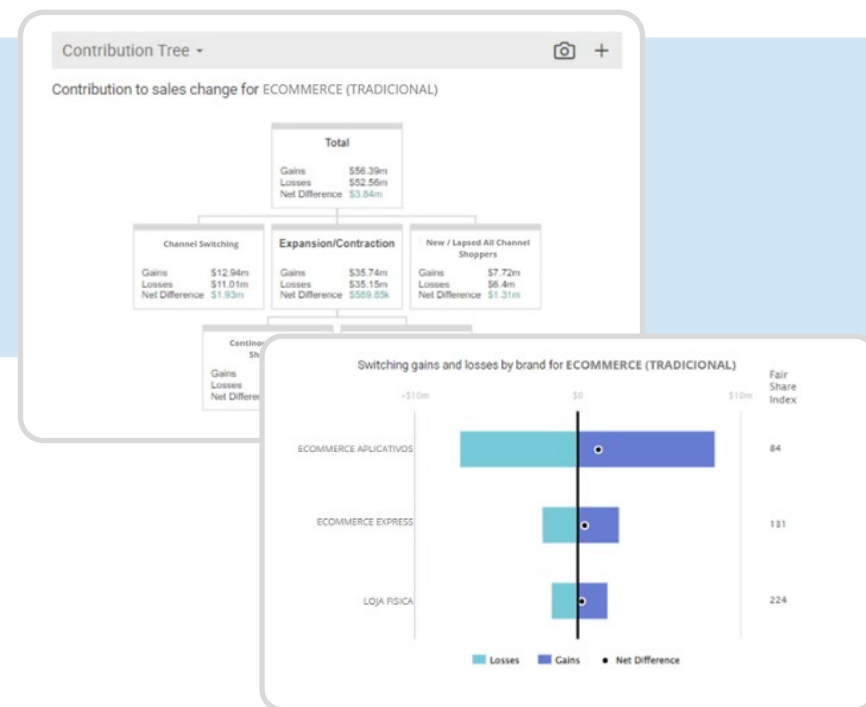 Contribution Tree
Contribution to sales change for ECOMMERCE (TRADICIONAL)
Total
Gains $56.39m
Losses $52.56m
Net Difference $3.84m
Channel Switching
Gains $12.94m
Losses $11.01m
Net Difference $1.93m
Expansion/Contraction
Gains $35.74m
Losses $35.15m
Net Difference $589.85k
New / Lapsed All Channel
Shoppers
Gains $7.72m
Losses $6.4m
Net Difference $1.31m
Gains
Losses
Switching gains and losses by brand for ECOMMERCE (TRADICIONAL)
Fair
Share
Index
-$10m $0 $10m
ECOMMERCE APLICATIVOS 84
ECOMMERCE EXPRESS 131
LOJA FISICA 224
Losses Gains Net Difference